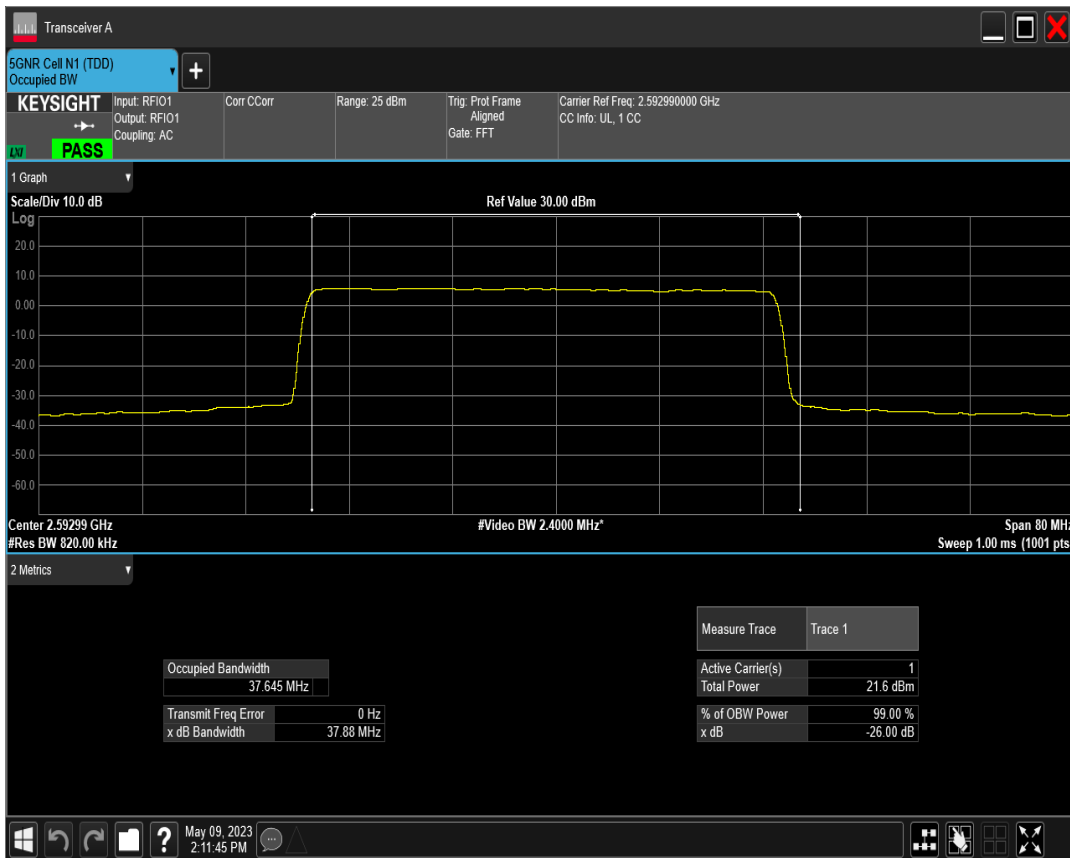 Transceiver A
5GNR Cell N1 (TDD)
Occupied BW
+
KEYSIGHT
LXI
PASS
Input: RFIO1
Output: RFIO1
Coupling: AC
Corr CCorr
Range: 25 dBm
Trig: Prot Frame
Aligned
Gate: FFT
Carrier Ref Freq: 2.592990000 GHz
CC Info: UL, 1 CC
1 Graph
Scale/Div 10.0 dB
Ref Value 30.00 dBm
Log
20.0
10.0
0.00
-10.0
-20.0
-30.0
-40.0
-50.0
-60.0
Center 2.59299 GHz
#Video BW 2.4000 MHz*
Span 80 MHz
#Res BW 820.00 kHz
Sweep 1.00 ms (1001 pts
2 Metrics
Measure Trace Trace 1
Occupied Bandwidth
37.645 MHz
Active Carrier(s) 1
Total Power 21.6 dBm
Transmit Freq Error 0 Hz
x dB Bandwidth 37.88 MHz
% of OBW Power 99.00 %
x dB -26.00 dB
?
May 09, 2023
2:11:45 PM